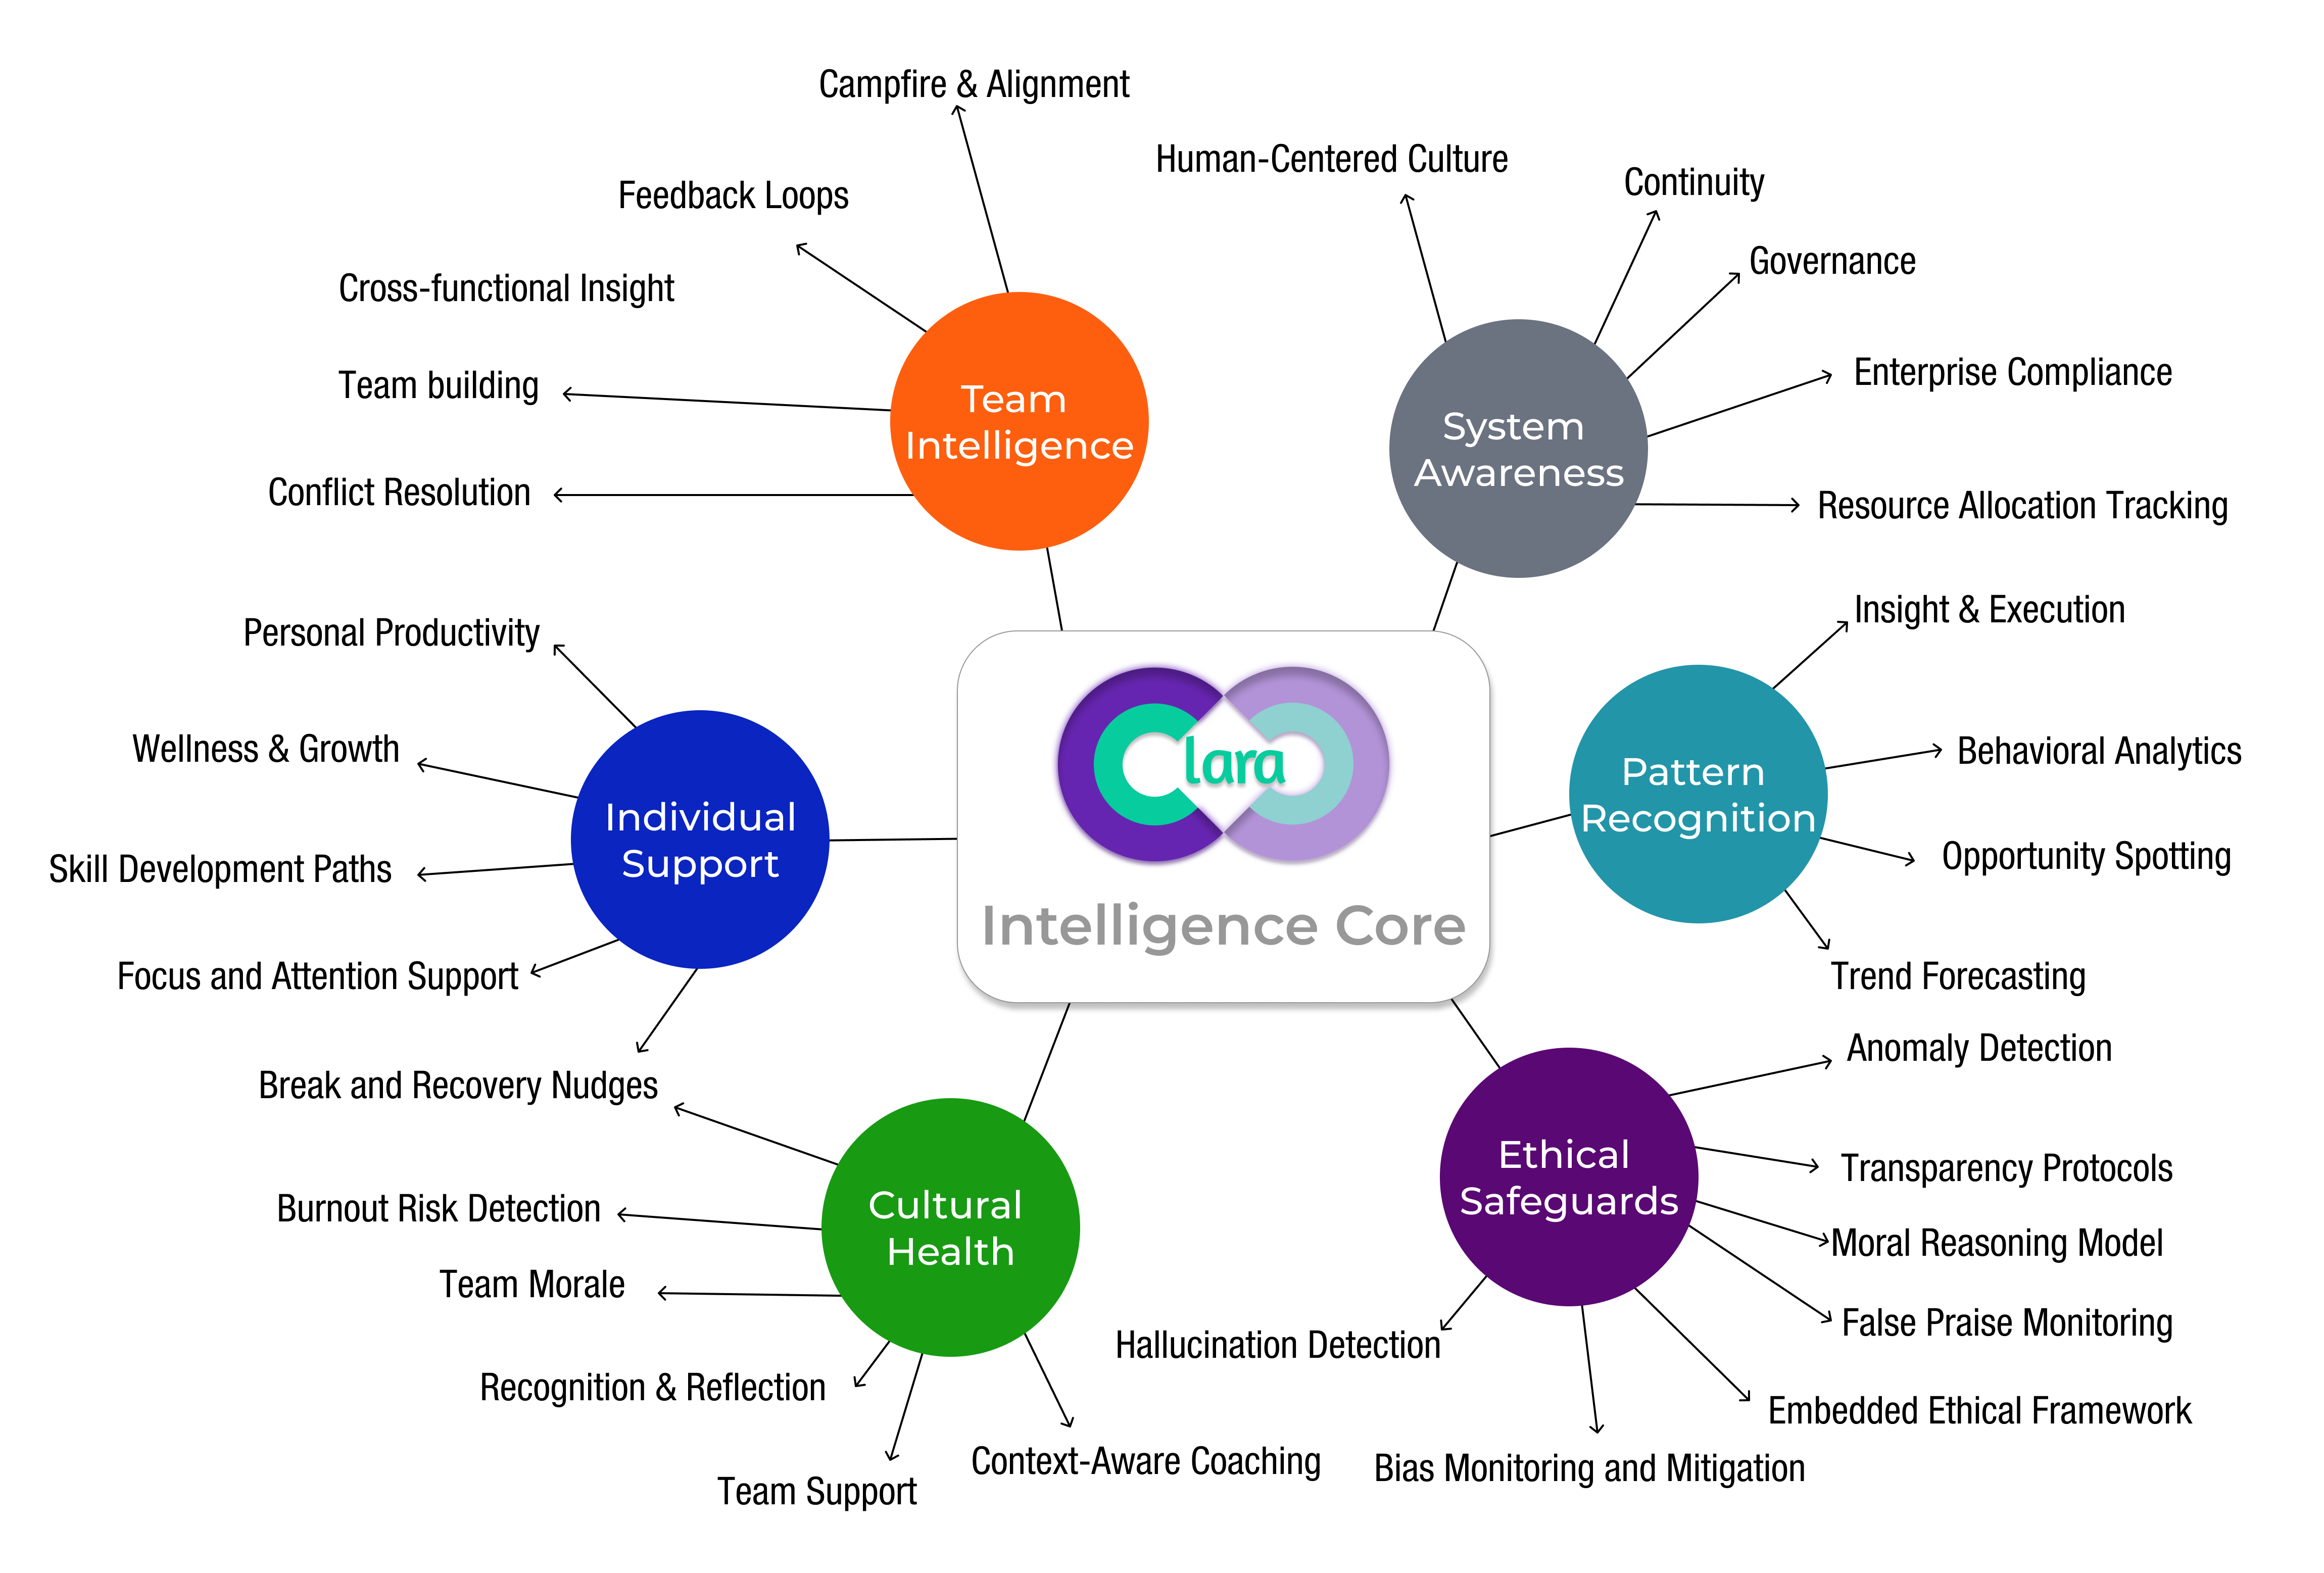 Campfire & Alignment
Feedback Loops
Cross-functional Insight
Team building
Conflict Resolution
Team
Intelligence
Human-Centered Culture
Continuity
Governance
Enterprise Compliance
Resource Allocation Tracking
System
Awareness
Personal Productivity
Wellness & Growth
Skill Development Paths
Focus and Attention Support
Break and Recovery Nudges
Individual
Support
Clara
Intelligence Core
Insight & Execution
Behavioral Analytics
Opportunity Spotting
Trend Forecasting
Pattern
Recognition
Burnout Risk Detection
Team Morale
Recognition & Reflection
Team Support
Context-Aware Coaching
Cultural
Health
Anomaly Detection
Transparency Protocols
Moral Reasoning Model
False Praise Monitoring
Embedded Ethical Framework
Bias Monitoring and Mitigation
Hallucination Detection
Ethical
Safeguards